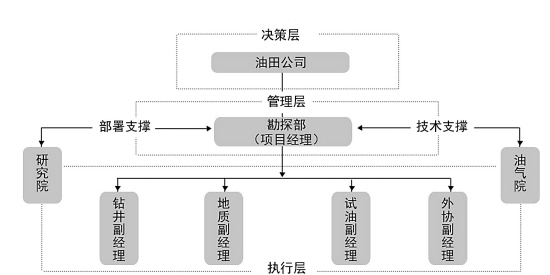 决策层
油田公司
管理层
部署支撑
勘探部
（项目经理）
技术支撑
研究院
油气院
钻井副经理
地质副经理
试油副经理
外协副经理
执行层